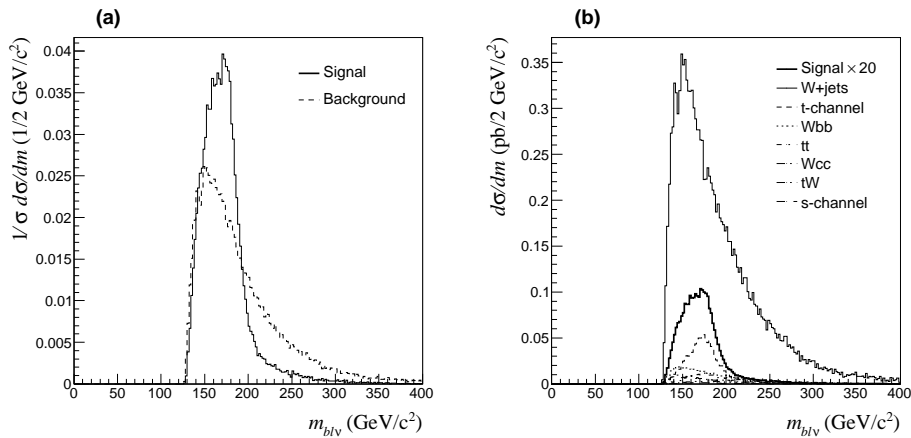 (a)
1/σ dσ/dm (1/2 GeV/c²)
0.04
0.035
0.03
0.025
0.02
0.015
0.01
0.005
0
0 50 100 150 200 250 300 350 400
m_blν (GeV/c²)
Signal
Background
(b)
dσ/dm (pb/2 GeV/c²)
0.35
0.3
0.25
0.2
0.15
0.1
0.05
0
0 50 100 150 200 250 300 350 400
m_blν (GeV/c²)
Signal × 20
W+jets
t-channel
Wbb
tt
Wcc
tW
s-channel